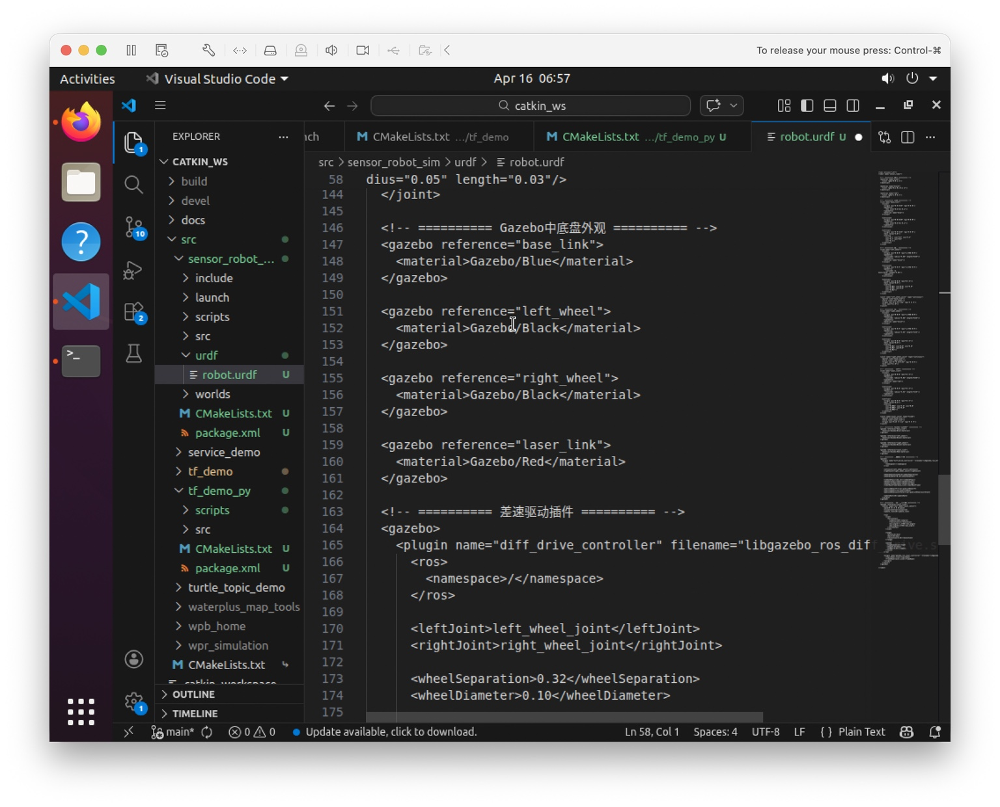 To release your mouse press: Control-⌘
Activities
Visual Studio Code
Apr 16 06:57
catkin_ws
EXPLORER
CATKIN_WS
build
devel
docs
src
sensor_robot_...
include
launch
scripts
src
urdf
robot.urdf U
worlds
CMakeLists.txt U
package.xml U
service_demo
tf_demo
tf_demo_py
scripts
src
CMakeLists.txt U
package.xml U
turtle_topic_demo
waterplus_map_tools
wpb_home
wpr_simulation
CMakeLists.txt
OUTLINE
TIMELINE
1
10
2
1
nch
CMakeLists.txt .../tf_demo
CMakeLists.txt .../tf_demo_py U
robot.urdf U
src > sensor_robot_sim > urdf > robot.urdf
58 dius="0.05" length="0.03"/>
144 </joint>
145
146 <!-- ========== Gazebo中底盘外观 ========== -->
147 <gazebo reference="base_link">
148 <material>Gazebo/Blue</material>
149 </gazebo>
150
151 <gazebo reference="left_wheel">
152 <material>Gazebo/Black</material>
153 </gazebo>
154
155 <gazebo reference="right_wheel">
156 <material>Gazebo/Black</material>
157 </gazebo>
158
159 <gazebo reference="laser_link">
160 <material>Gazebo/Red</material>
161 </gazebo>
162
163 <!-- ========== 差速驱动插件 ========== -->
164 <gazebo>
165 <plugin name="diff_drive_controller" filename="libgazebo_ros_diff_drive.s
166 <ros>
167 <namespace>/</namespace>
168 </ros>
169
170 <leftJoint>left_wheel_joint</leftJoint>
171 <rightJoint>right_wheel_joint</rightJoint>
172
173 <wheelSeparation>0.32</wheelSeparation>
174 <wheelDiameter>0.10</wheelDiameter>
175
main*
0
0
Update available, click to download.
Ln 58, Col 1
Spaces: 4
UTF-8
LF
{ } Plain Text